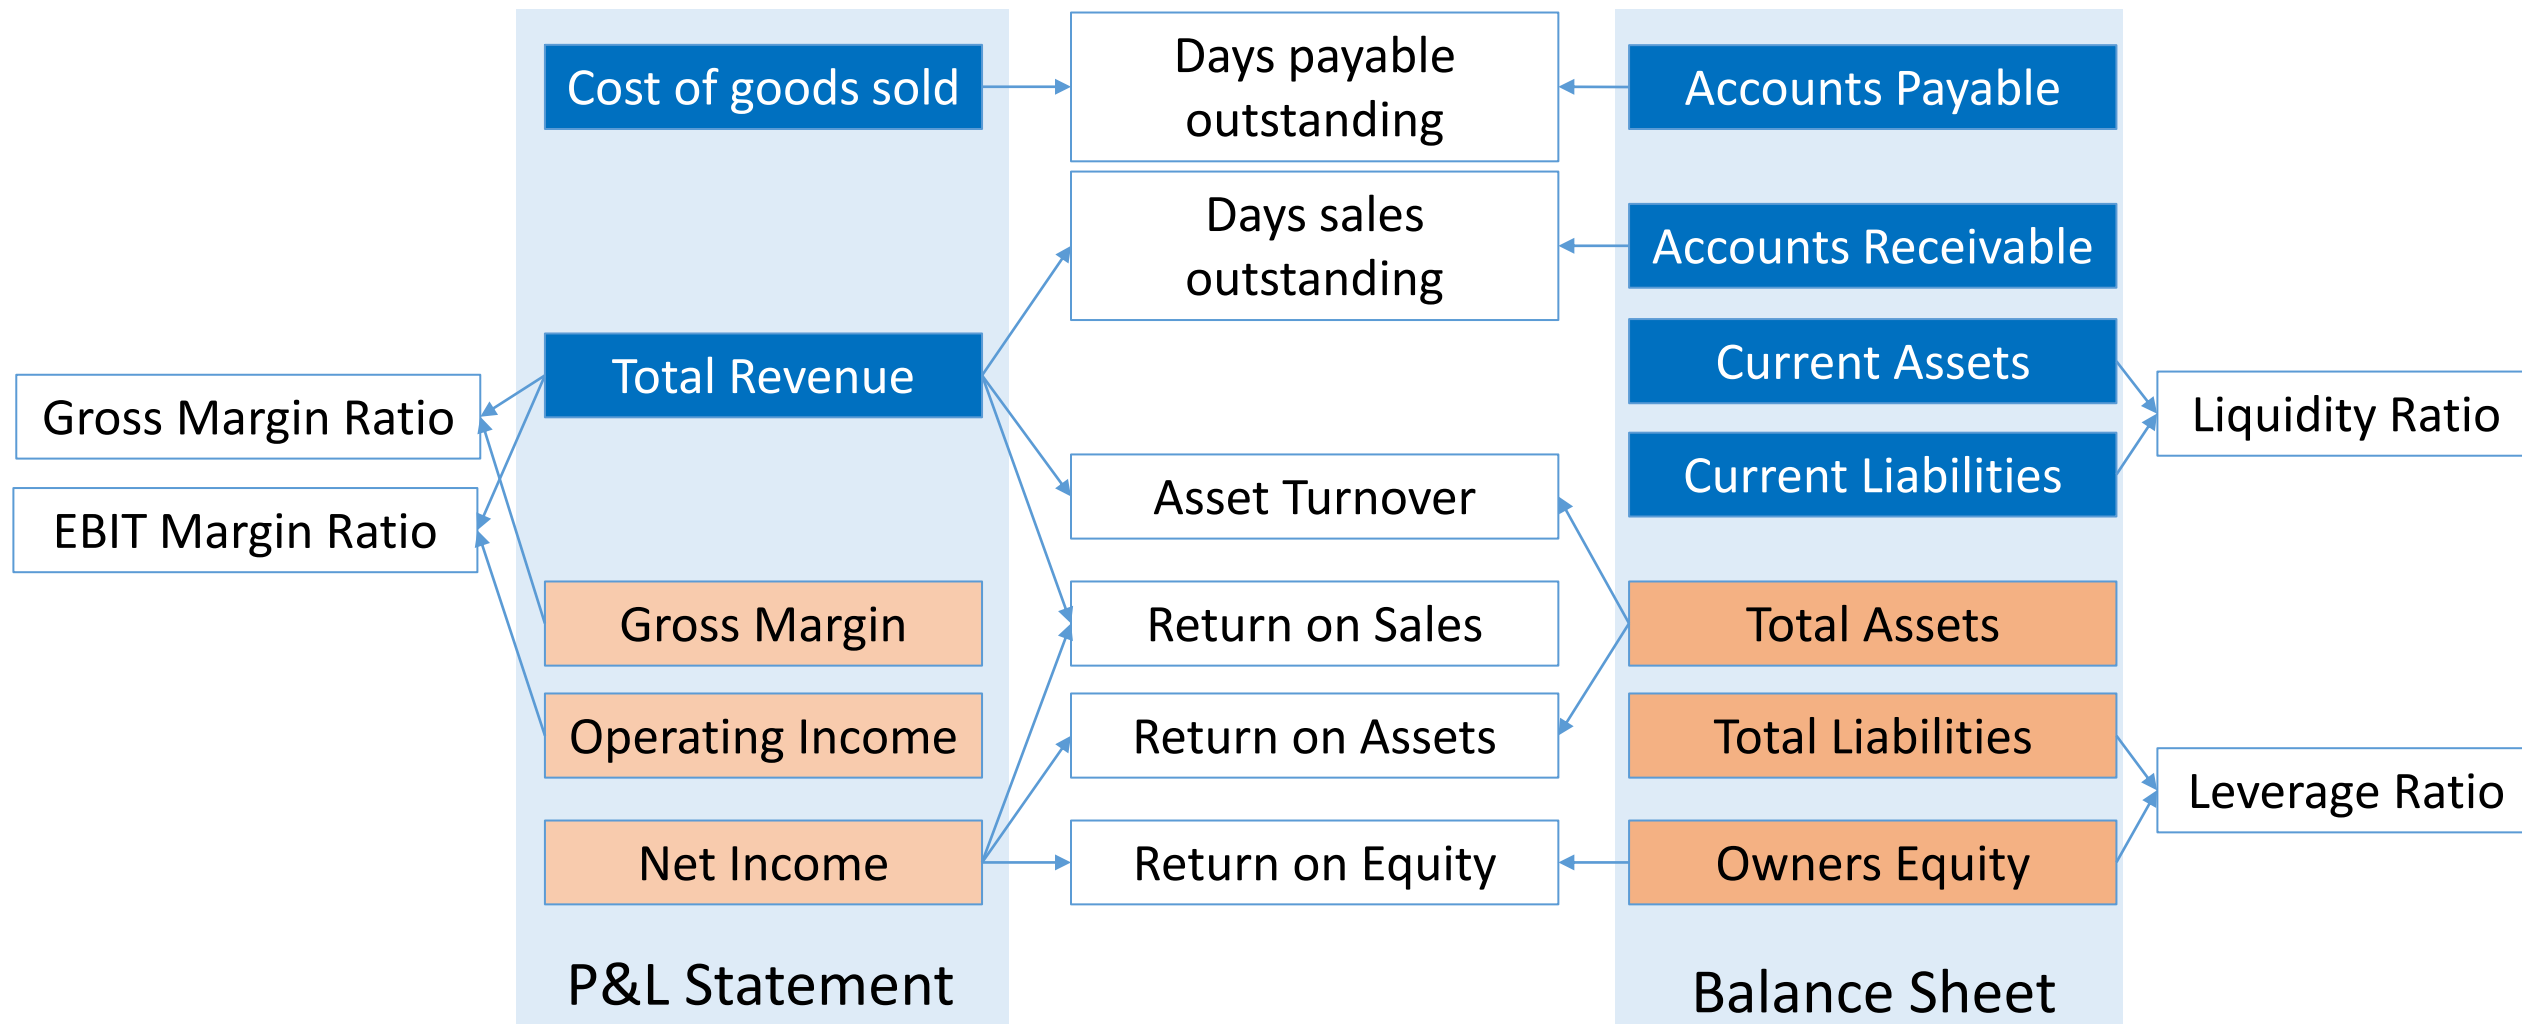 Cost of goods sold
Days payable
outstanding
Accounts Payable
Days sales
outstanding
Accounts Receivable
Total Revenue
Current Assets
Gross Margin Ratio
Liquidity Ratio
Current Liabilities
Asset Turnover
EBIT Margin Ratio
Gross Margin
Return on Sales
Total Assets
Operating Income
Return on Assets
Total Liabilities
Leverage Ratio
Net Income
Return on Equity
Owners Equity
P&L Statement
Balance Sheet